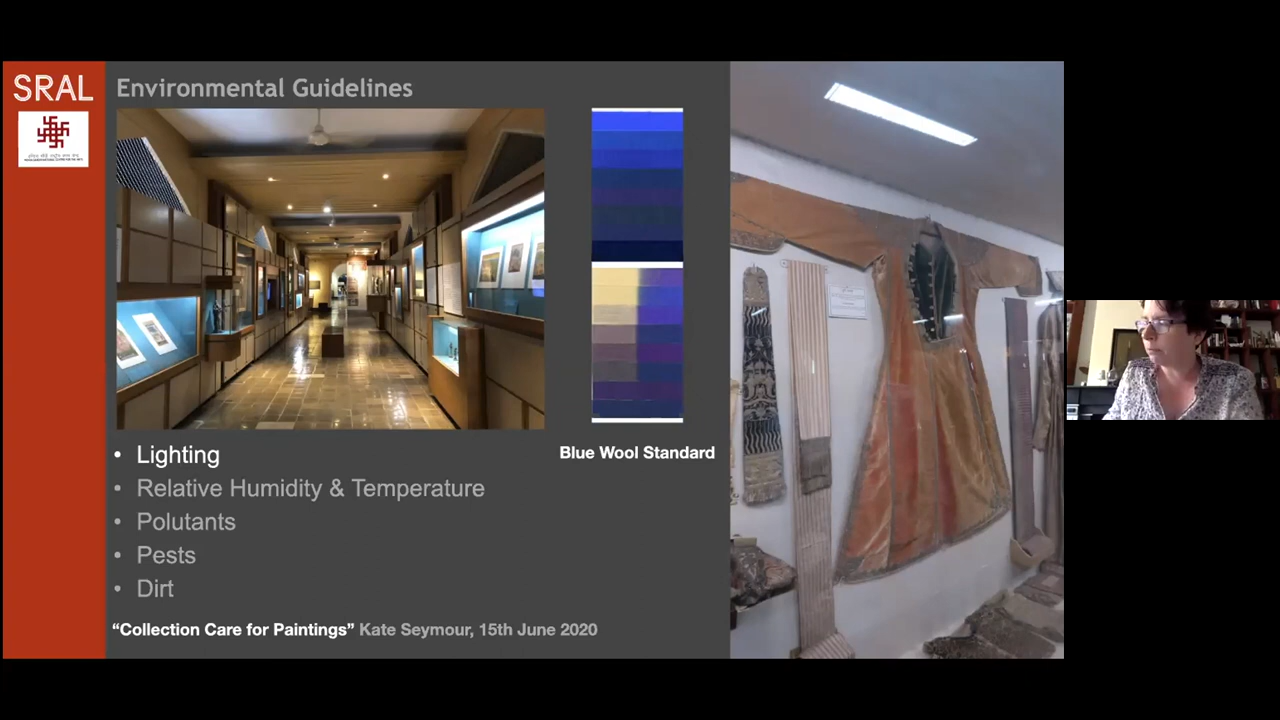 SRAL
Environmental Guidelines
Blue Wool Standard
• Lighting
• Relative Humidity & Temperature
• Polutants
• Pests
• Dirt
“Collection Care for Paintings” Kate Seymour, 15th June 2020